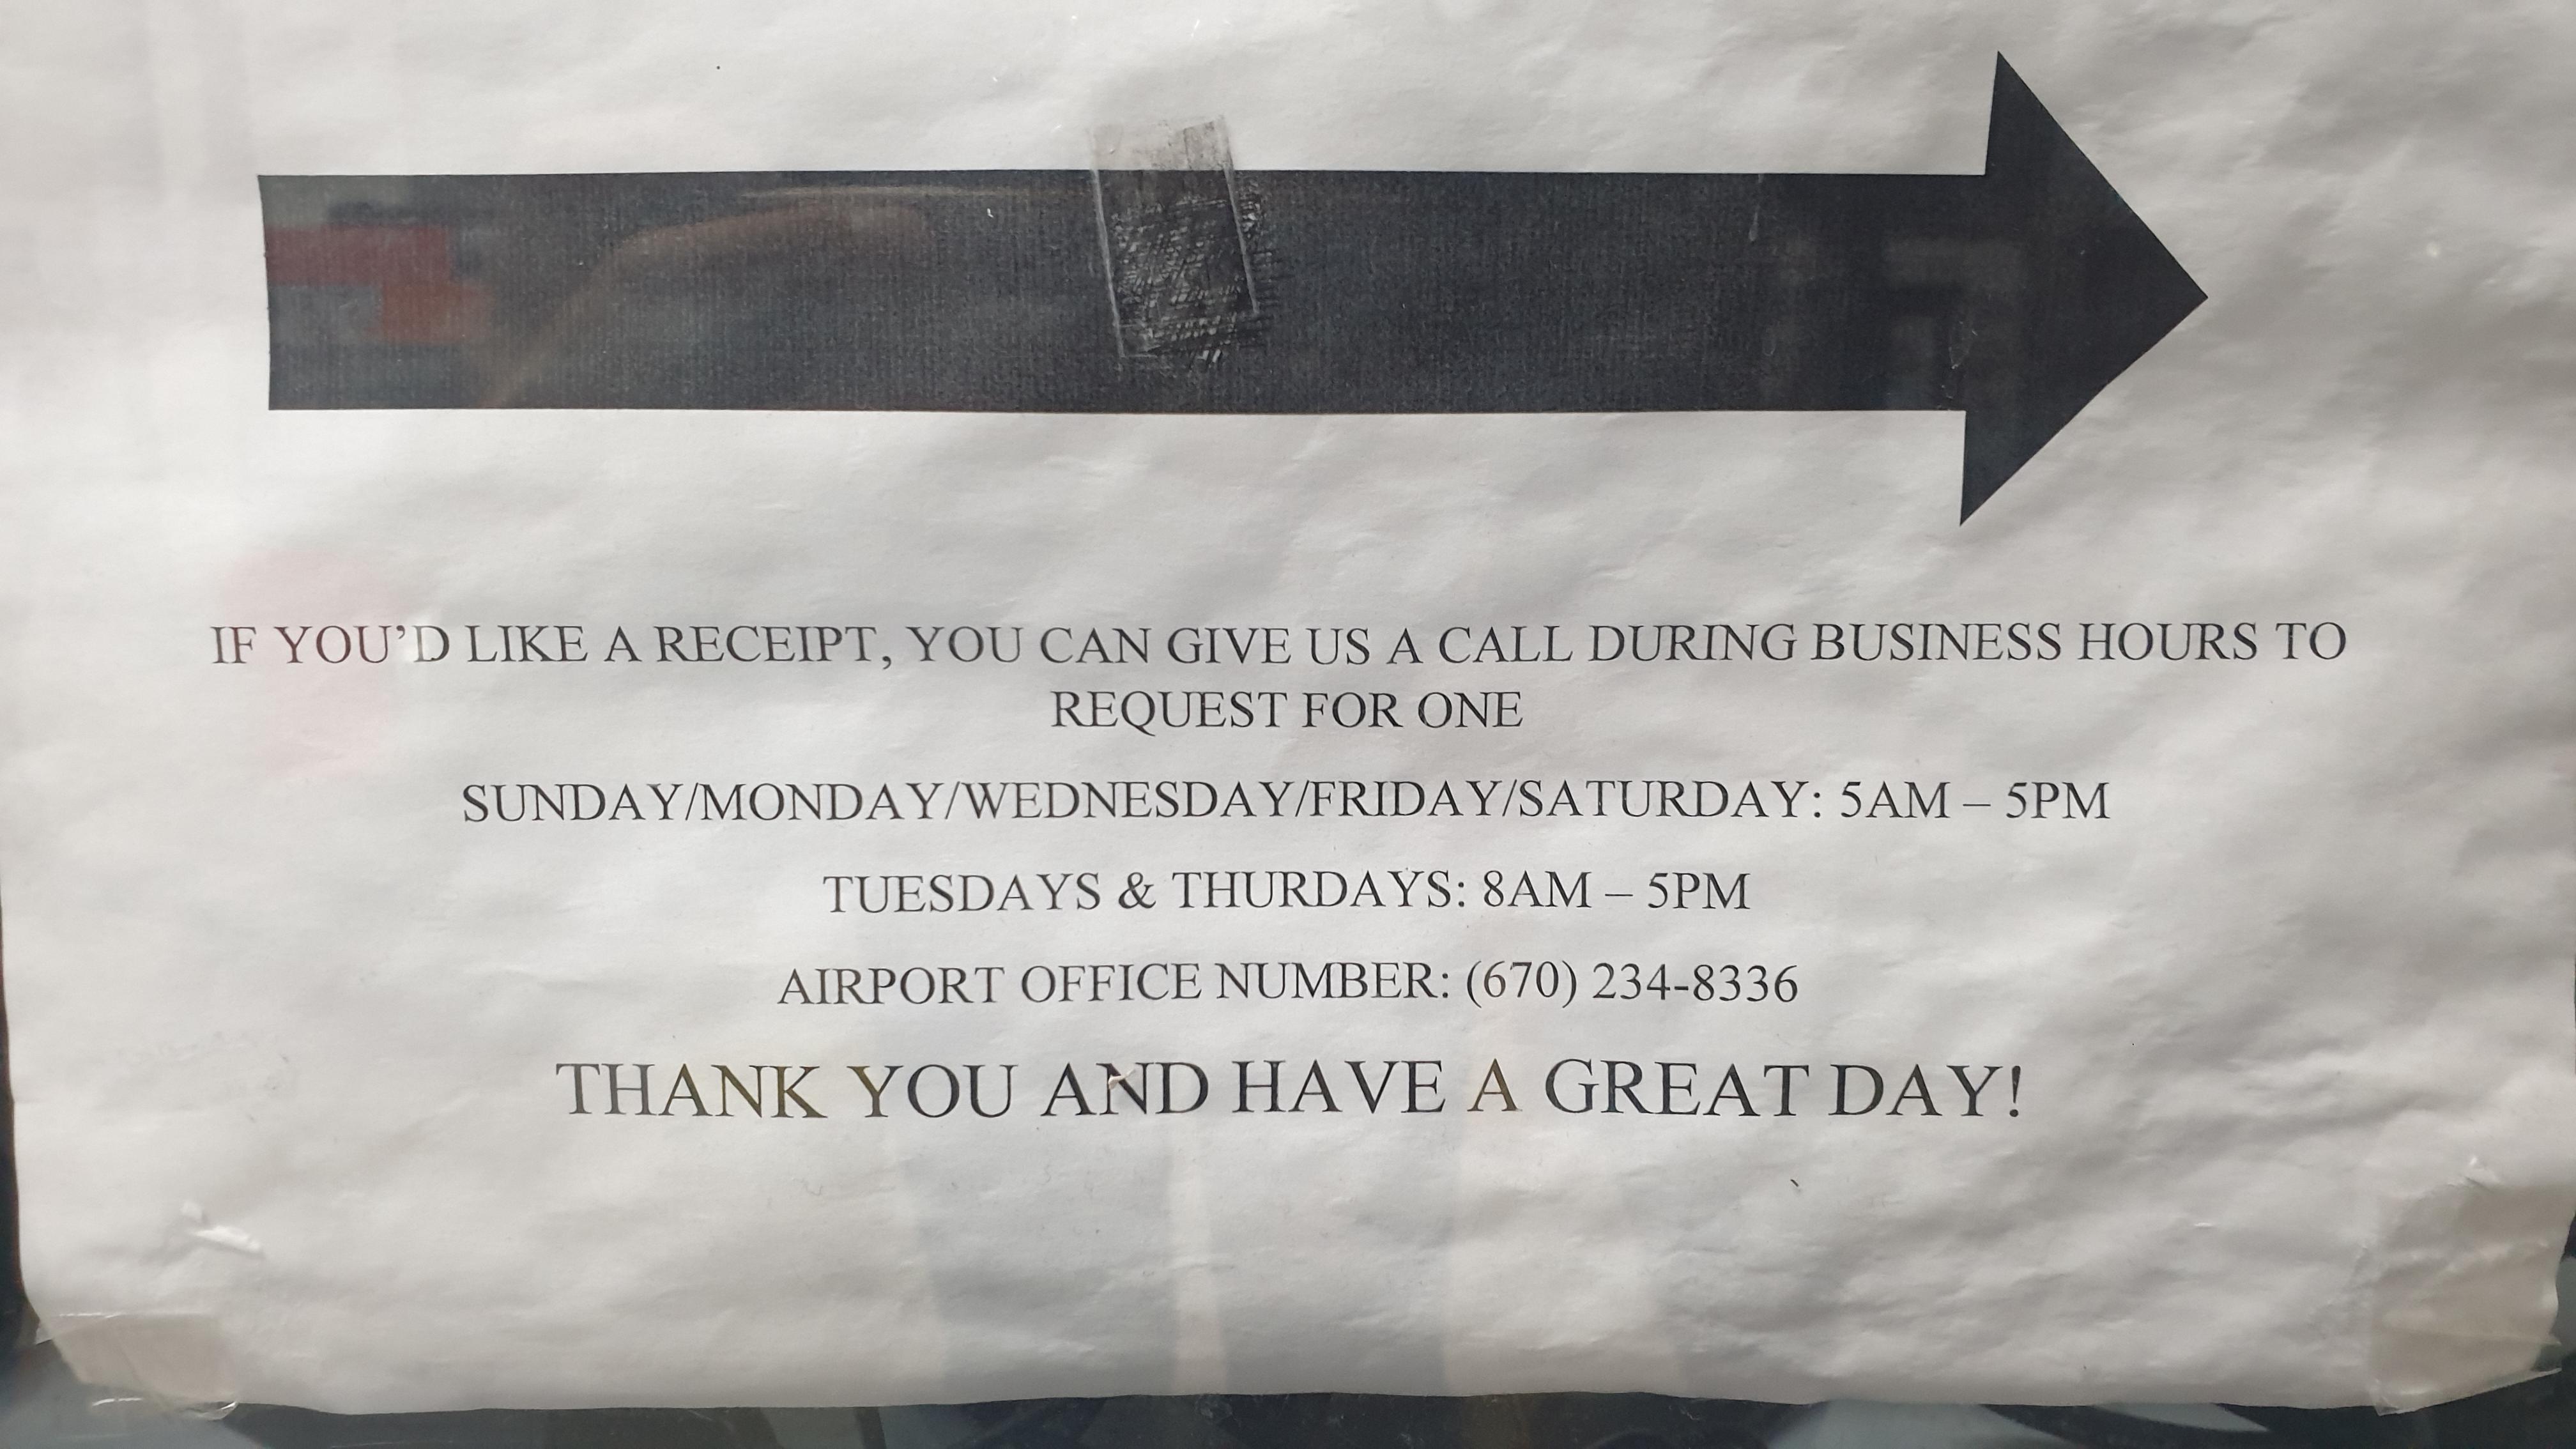 IF YOU’D LIKE A RECEIPT, YOU CAN GIVE US A CALL DURING BUSINESS HOURS TO
REQUEST FOR ONE
SUNDAY/MONDAY/WEDNESDAY/FRIDAY/SATURDAY: 5AM – 5PM
TUESDAYS & THURDAYS: 8AM – 5PM
AIRPORT OFFICE NUMBER: (670) 234-8336
THANK YOU AND HAVE A GREAT DAY!